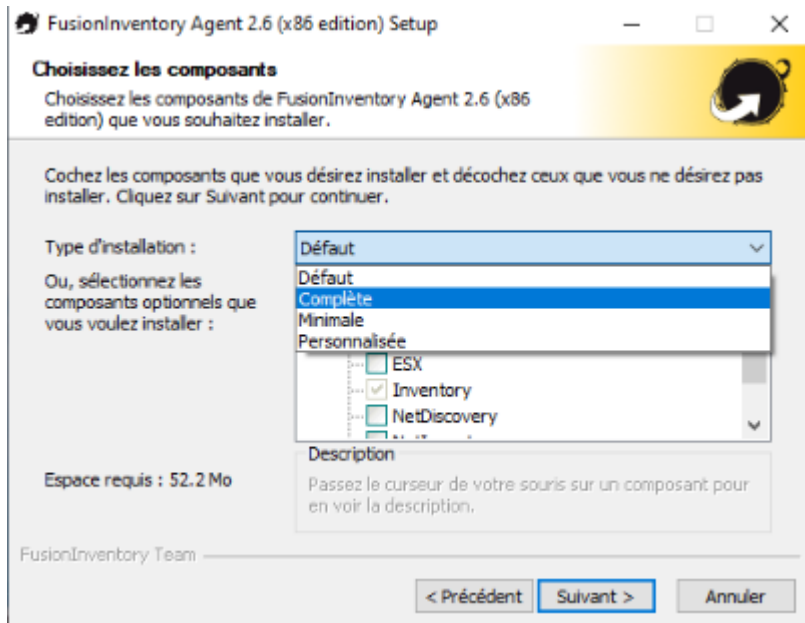 FusionInventory Agent 2.6 (x86 edition) Setup
Choisissez les composants
Choisissez les composants de FusionInventory Agent 2.6 (x86
edition) que vous souhaitez installer.
Cochez les composants que vous désirez installer et décochez ceux que vous ne désirez pas
installer. Cliquez sur Suivant pour continuer.
Type d'installation :
Défaut
Ou, sélectionnez les
composants optionnels que
vous voulez installer :
Défaut
Complète
Minimale
Personnalisée
ESX
Inventory
NetDiscovery
Espace requis : 52.2 Mo
Description
Passez le curseur de votre souris sur un composant pour
en voir la description.
FusionInventory Team
< Précédent
Suivant >
Annuler